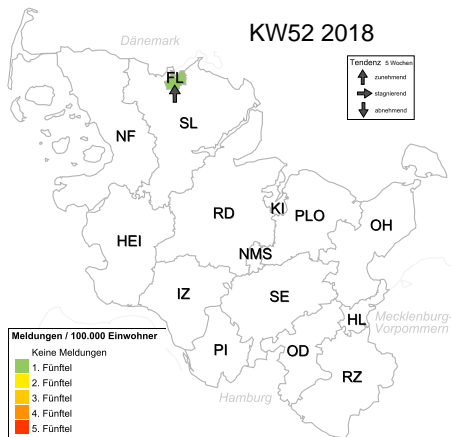 KW52 2018
Dänemark
Tendenz 5 Wochen
zunehmend
stagnierend
abnehmend
FL
SL
NF
RD
KI
PLO
OH
HEI
NMS
IZ
SE
HL
Mecklenburg-
Vorpommern
PI
OD
RZ
Hamburg
Meldungen / 100.000 Einwohner
Keine Meldungen
1. Fünftel
2. Fünftel
3. Fünftel
4. Fünftel
5. Fünftel